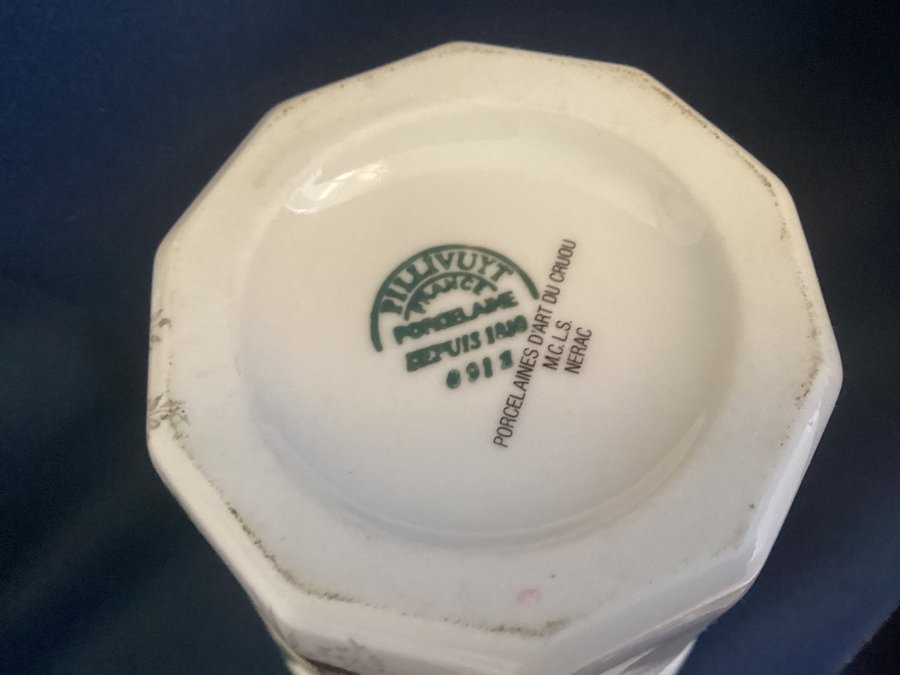 PILLIVUYT
FRANCE
PORCELAINE
DEPUIS 1818
PORCELAINES D'ART DU CRUOU
M.C.L.S.
NERAC